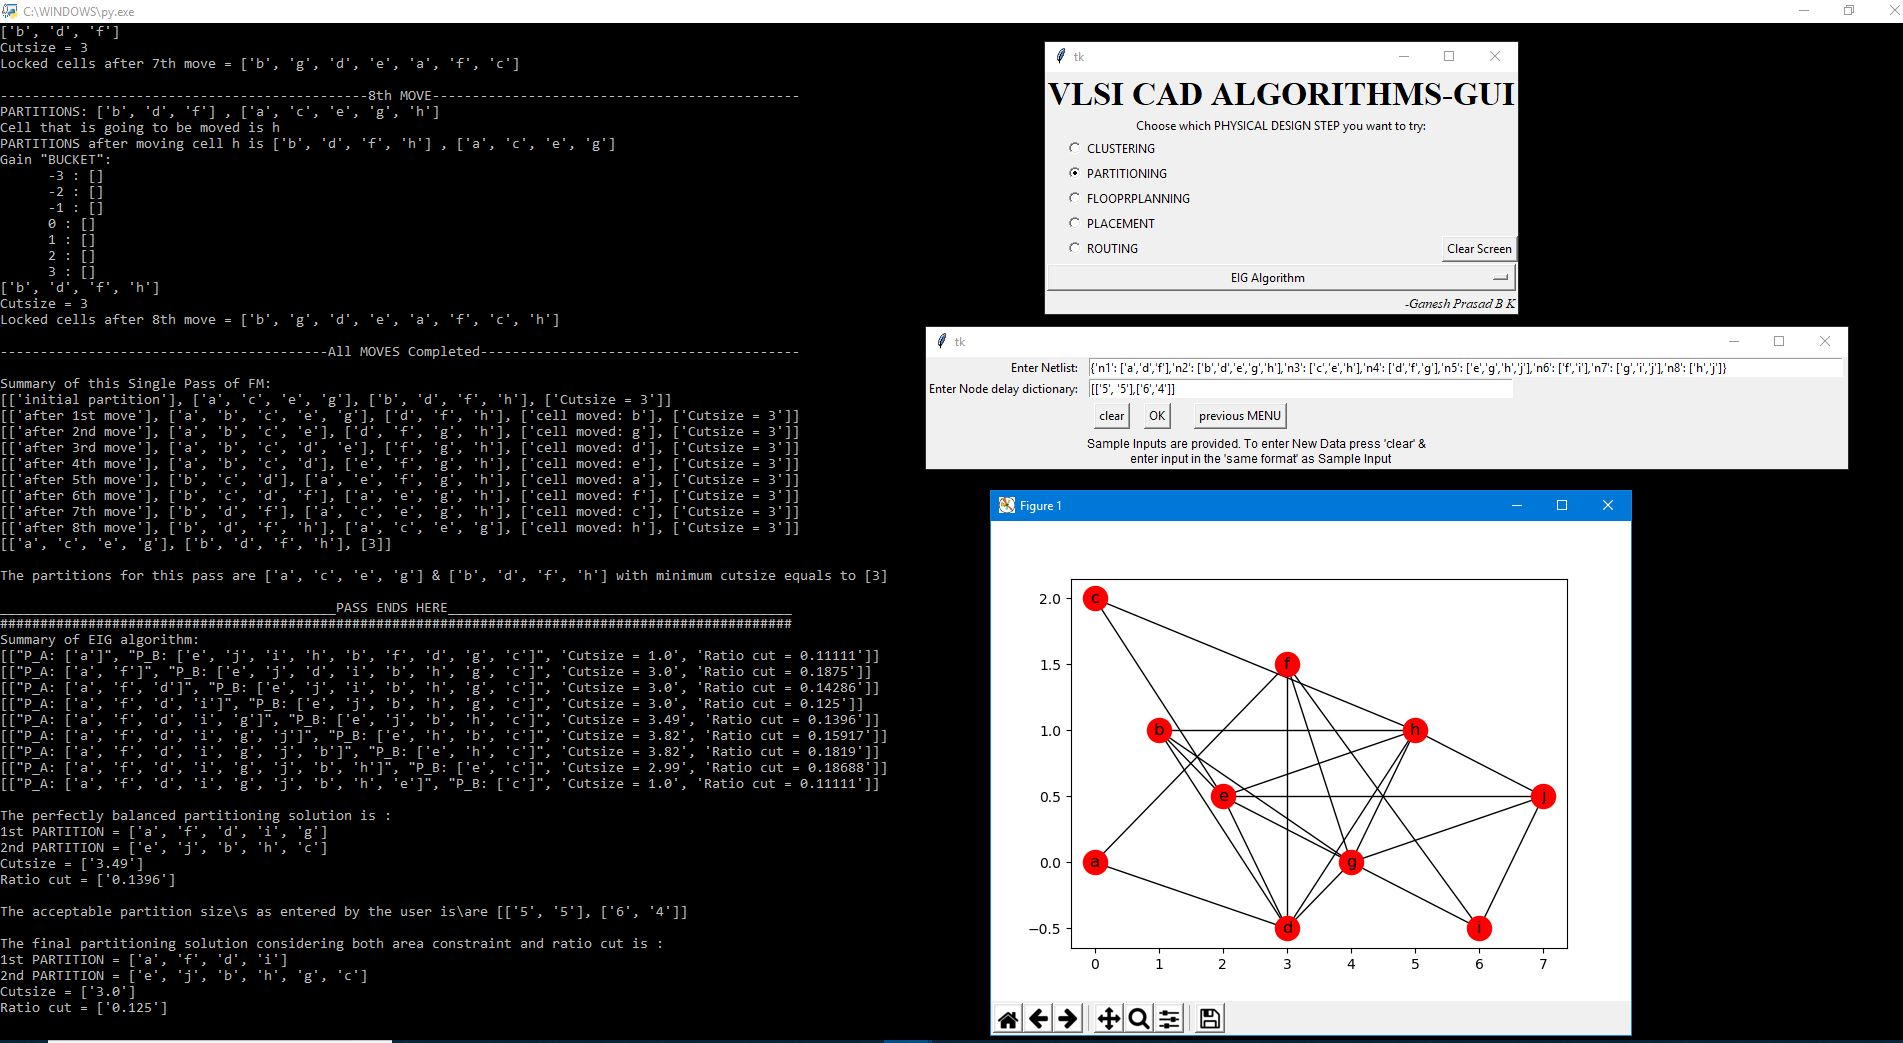 C:\WINDOWS\py.exe
['b', 'd', 'f']
Cutsize = 3
Locked cells after 7th move = ['b', 'g', 'd', 'e', 'a', 'f', 'c']
----------------------------------------------8th MOVE----------------------------------------------
PARTITIONS: ['b', 'd', 'f'] , ['a', 'c', 'e', 'g', 'h']
Cell that is going to be moved is h
PARTITIONS after moving cell h is ['b', 'd', 'f', 'h'] , ['a', 'c', 'e', 'g']
Gain "BUCKET":
-3 : []
-2 : []
-1 : []
0 : []
1 : []
2 : []
3 : []
['b', 'd', 'f', 'h']
Cutsize = 3
Locked cells after 8th move = ['b', 'g', 'd', 'e', 'a', 'f', 'c', 'h']
-----------------------------------------All MOVES Completed----------------------------------------
Summary of this Single Pass of FM:
[['initial partition'], ['a', 'c', 'e', 'g'], ['b', 'd', 'f', 'h'], ['Cutsize = 3']]
[['after 1st move'], ['a', 'b', 'c', 'e', 'g'], ['d', 'f', 'h'], ['cell moved: b'], ['Cutsize = 3']]
[['after 2nd move'], ['a', 'b', 'c', 'e'], ['d', 'f', 'g', 'h'], ['cell moved: g'], ['Cutsize = 3']]
[['after 3rd move'], ['a', 'b', 'c', 'd', 'e'], ['f', 'g', 'h'], ['cell moved: d'], ['Cutsize = 3']]
[['after 4th move'], ['a', 'b', 'c', 'd'], ['e', 'f', 'g', 'h'], ['cell moved: e'], ['Cutsize = 3']]
[['after 5th move'], ['b', 'c', 'd'], ['a', 'e', 'f', 'g', 'h'], ['cell moved: a'], ['Cutsize = 3']]
[['after 6th move'], ['b', 'c', 'd', 'f'], ['a', 'e', 'g', 'h'], ['cell moved: f'], ['Cutsize = 3']]
[['after 7th move'], ['b', 'd', 'f'], ['a', 'c', 'e', 'g', 'h'], ['cell moved: c'], ['Cutsize = 3']]
[['after 8th move'], ['b', 'd', 'f', 'h'], ['a', 'c', 'e', 'g'], ['cell moved: h'], ['Cutsize = 3']]
[['a', 'c', 'e', 'g'], ['b', 'd', 'f', 'h'], [3]]
The partitions for this pass are ['a', 'c', 'e', 'g'] & ['b', 'd', 'f', 'h'] with minimum cutsize equals to [3]
__________________________________________PASS ENDS HERE___________________________________________
###################################################################################################
Summary of EIG algorithm:
[["P_A: ['a']", "P_B: ['e', 'j', 'i', 'h', 'b', 'f', 'd', 'g', 'c']", 'Cutsize = 1.0', 'Ratio cut = 0.11111']]
[["P_A: ['a', 'f']", "P_B: ['e', 'j', 'd', 'i', 'b', 'h', 'g', 'c']", 'Cutsize = 3.0', 'Ratio cut = 0.1875']]
[["P_A: ['a', 'f', 'd']", "P_B: ['e', 'j', 'i', 'b', 'h', 'g', 'c']", 'Cutsize = 3.0', 'Ratio cut = 0.14286']]
[["P_A: ['a', 'f', 'd', 'i']", "P_B: ['e', 'j', 'b', 'h', 'g', 'c']", 'Cutsize = 3.0', 'Ratio cut = 0.125']]
[["P_A: ['a', 'f', 'd', 'i', 'g']", "P_B: ['e', 'j', 'b', 'h', 'c']", 'Cutsize = 3.49', 'Ratio cut = 0.1396']]
[["P_A: ['a', 'f', 'd', 'i', 'g', 'j']", "P_B: ['e', 'h', 'b', 'c']", 'Cutsize = 3.82', 'Ratio cut = 0.15917']]
[["P_A: ['a', 'f', 'd', 'i', 'g', 'j', 'b']", "P_B: ['e', 'h', 'c']", 'Cutsize = 3.82', 'Ratio cut = 0.1819']]
[["P_A: ['a', 'f', 'd', 'i', 'g', 'j', 'b', 'h']", "P_B: ['e', 'c']", 'Cutsize = 2.99', 'Ratio cut = 0.18688']]
[["P_A: ['a', 'f', 'd', 'i', 'g', 'j', 'b', 'h', 'e']", "P_B: ['c']", 'Cutsize = 1.0', 'Ratio cut = 0.11111']]
The perfectly balanced partitioning solution is :
1st PARTITION = ['a', 'f', 'd', 'i', 'g']
2nd PARTITION = ['e', 'j', 'b', 'h', 'c']
Cutsize = ['3.49']
Ratio cut = ['0.1396']
The acceptable partition size\s as entered by the user is\are [['5', '5'], ['6', '4']]
The final partitioning solution considering both area constraint and ratio cut is :
1st PARTITION = ['a', 'f', 'd', 'i']
2nd PARTITION = ['e', 'j', 'b', 'h', 'g', 'c']
Cutsize = ['3.0']
Ratio cut = ['0.125']
tk
VLSI CAD ALGORITHMS-GUI
Choose which PHYSICAL DESIGN STEP you want to try:
CLUSTERING
PARTITIONING
FLOOPRPLANNING
PLACEMENT
ROUTING
Clear Screen
EIG Algorithm
-Ganesh Prasad B K
tk
Enter Netlist: {'n1': ['a','d','f'],'n2': ['b','d','e','g','h'],'n3': ['c','e','h'],'n4': ['d','f','g'],'n5': ['e','g','h','j'],'n6': ['f','i'],'n7': ['g','i','j'],'n8': ['h','j']}
Enter Node delay dictionary: [['5', '5'],['6','4']]
clear OK previous MENU
Sample Inputs are provided. To enter New Data press 'clear' &
enter input in the 'same format' as Sample Input
Figure 1
2.0
1.5
1.0
0.5
0.0
−0.5
0 1 2 3 4 5 6 7
c
f
b
h
e
j
a
g
d
i